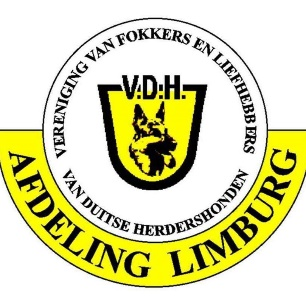 VERENIGING VAN FOKKERS EN LIEFHEBBERS
V.D.H.
VAN DUITSE HERDERSHONDEN
AFDELING LIMBURG